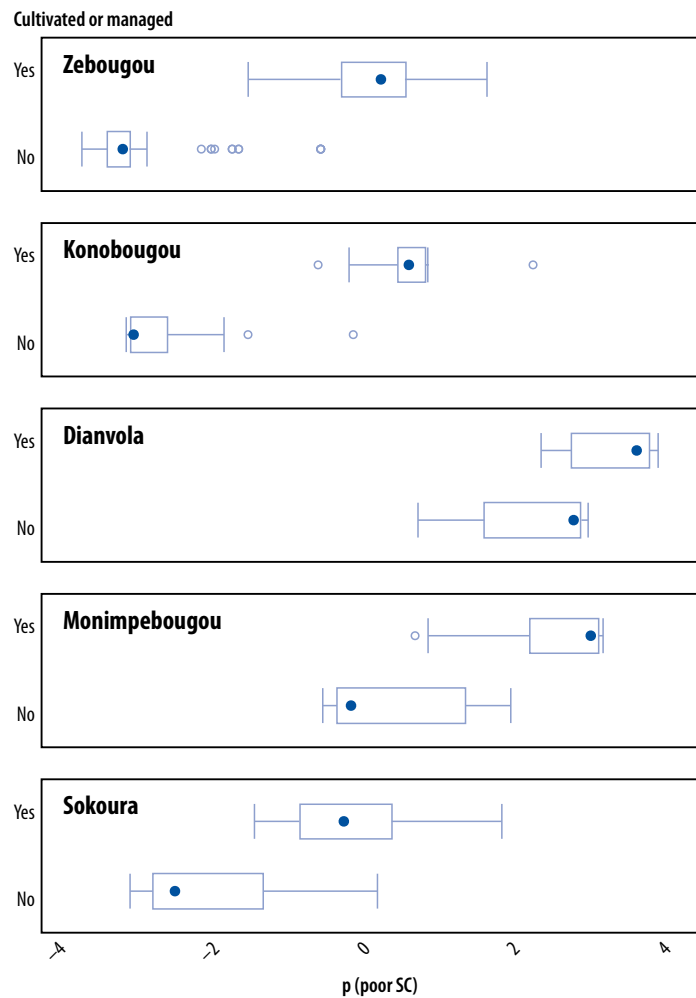 Cultivated or managed
Yes
Zebougou
No
Yes
Konobougou
No
Yes
Dianvola
No
Yes
Monimpebougou
No
Yes
Sokoura
No
–4 –2 0 2 4
p (poor SC)